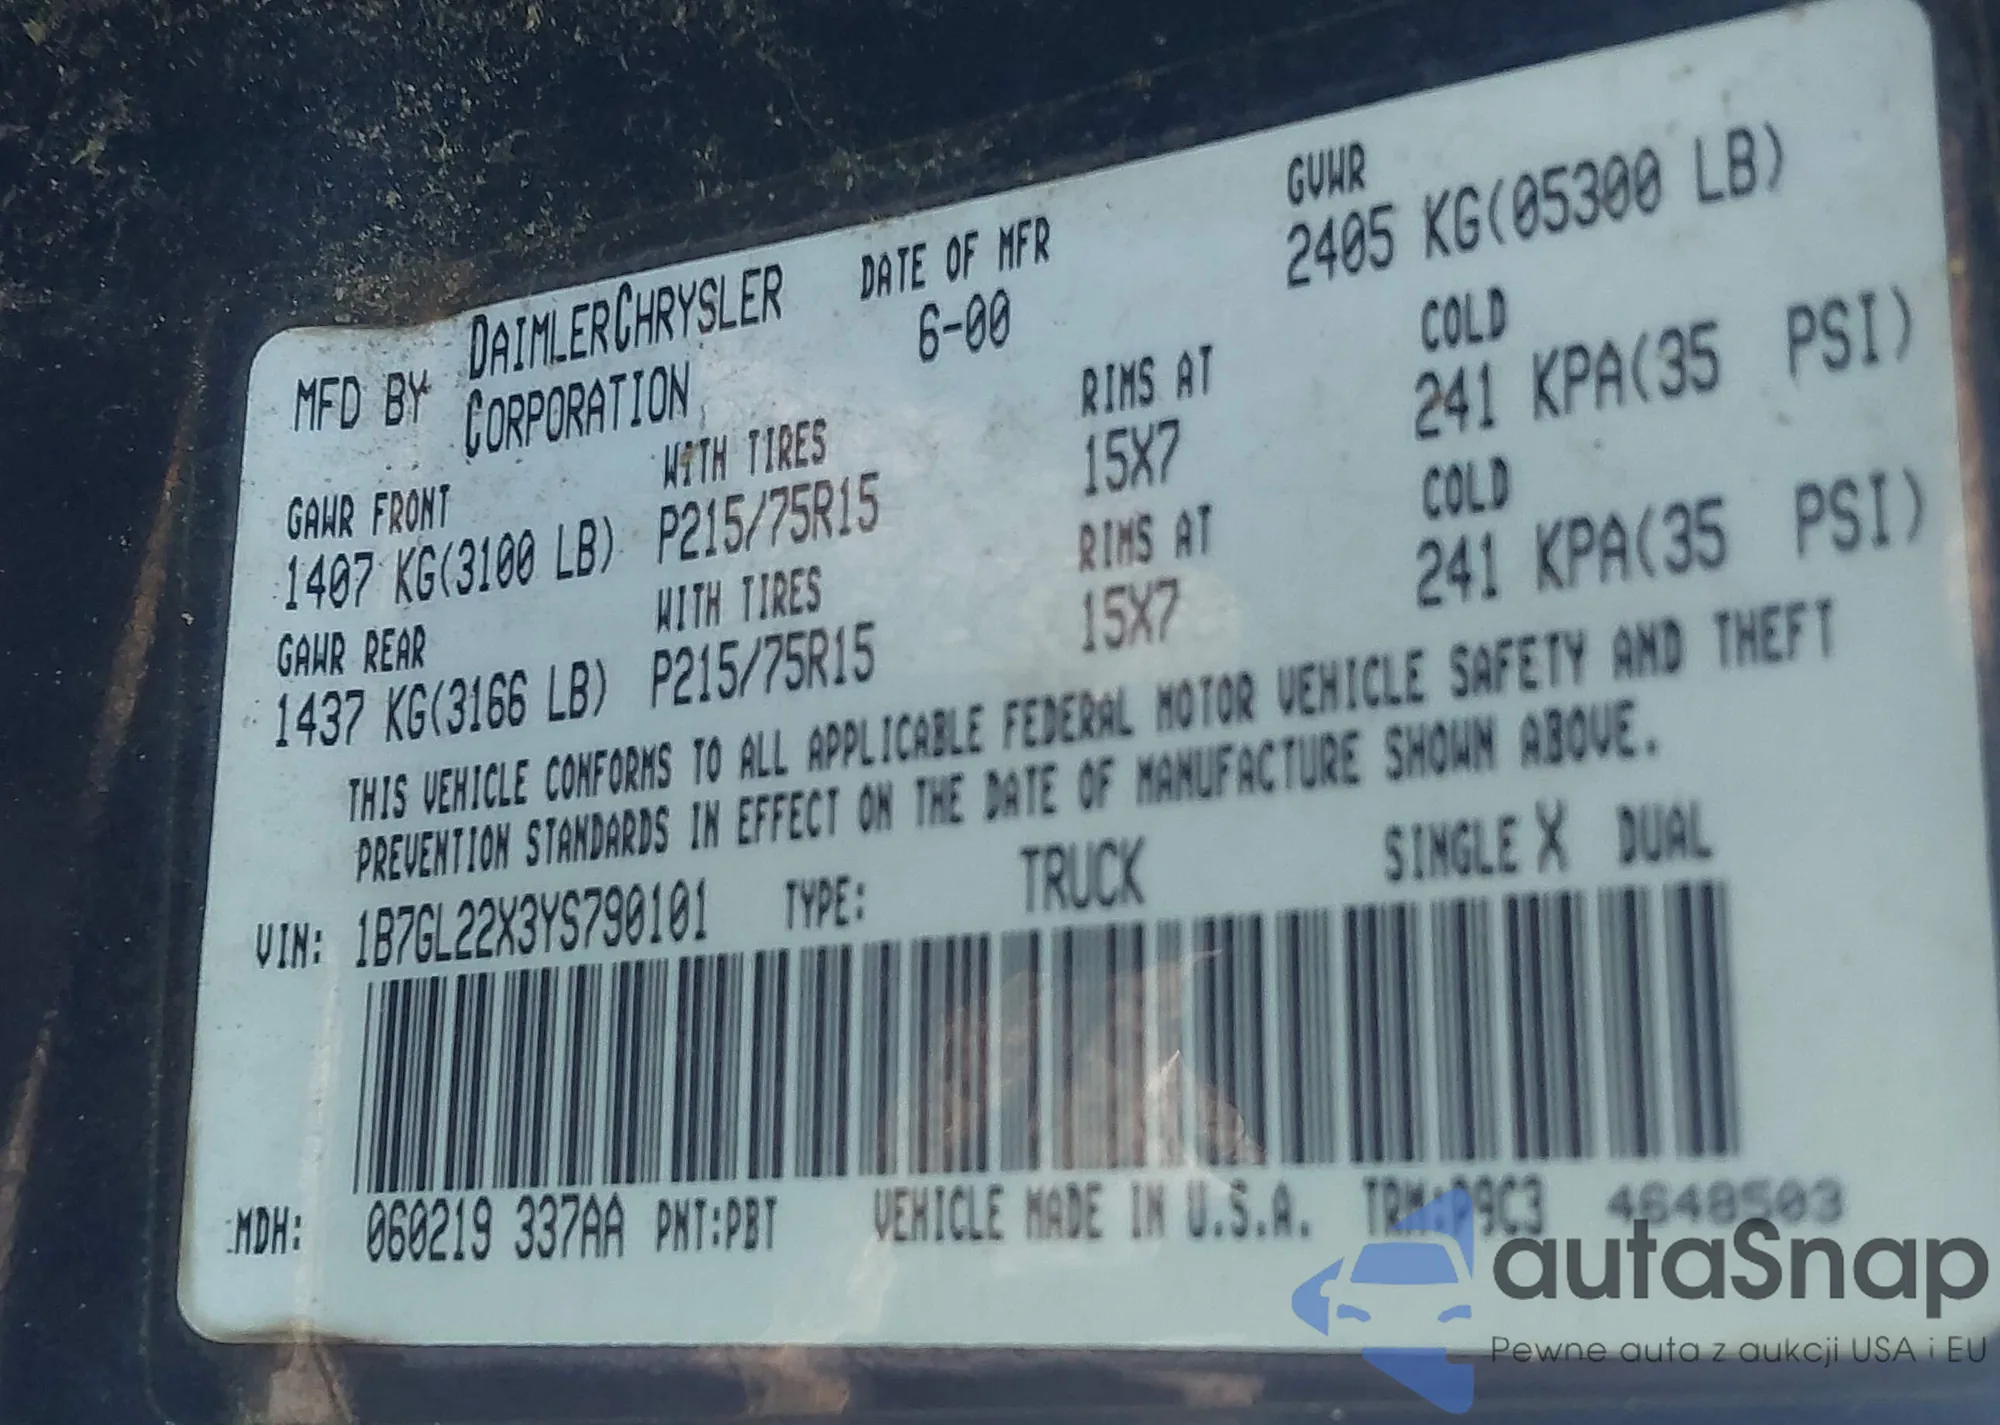 MFD BY DAIMLERCHRYSLER CORPORATION
DATE OF MFR
6-00
GVWR
2405 KG(05300 LB)
GAWR FRONT WITH TIRES RIMS AT COLD
1407 KG(3100 LB) P215/75R15 15X7 241 KPA(35 PSI)
GAWR REAR WITH TIRES RIMS AT COLD
1437 KG(3166 LB) P215/75R15 15X7 241 KPA(35 PSI)
THIS VEHICLE CONFORMS TO ALL APPLICABLE FEDERAL MOTOR VEHICLE SAFETY AND THEFT
PREVENTION STANDARDS IN EFFECT ON THE DATE OF MANUFACTURE SHOWN ABOVE.
VIN: 1B7GL22X3YS790101 TYPE: TRUCK SINGLE X DUAL
MDH: 060219 337AA PNT:PBT VEHICLE MADE IN U.S.A. TRM:P9C3 4648503
autaSnap
Pewne auta z aukcji USA i EU